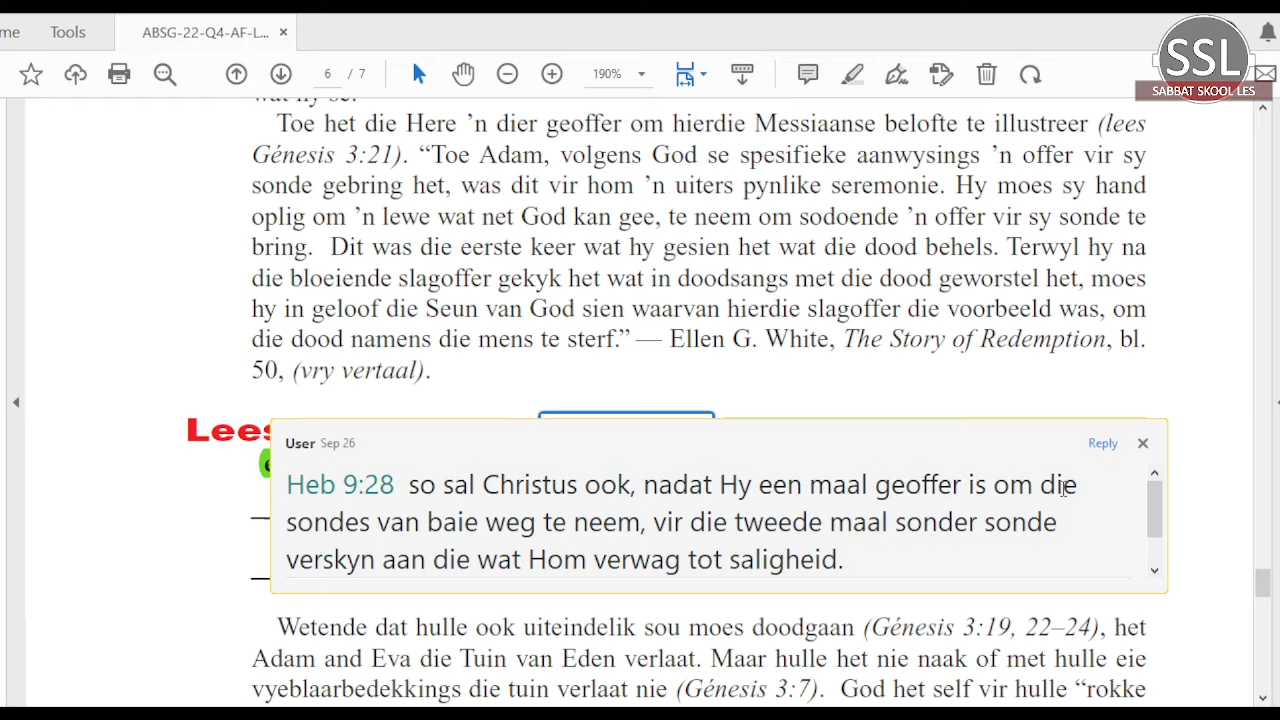 me
Tools
ABSG-22-Q4-AF-L...
SSL
SABBAT SKOOL LES
6 / 7
190%
wat hy sê.
Toe het die Here ’n dier geoffer om hierdie Messiaanse belofte te illustreer (lees
Génesis 3:21). “Toe Adam, volgens God se spesifieke aanwysings ’n offer vir sy
sonde gebring het, was dit vir hom ’n uiters pynlike seremonie. Hy moes sy hand
oplig om ’n lewe wat net God kan gee, te neem om sodoende ’n offer vir sy sonde te
bring. Dit was die eerste keer wat hy gesien het wat die dood behels. Terwyl hy na
die bloeiende slagoffer gekyk het wat in doodsangs met die dood geworstel het, moes
hy in geloof die Seun van God sien waarvan hierdie slagoffer die voorbeeld was, om
die dood namens die mens te sterf.” — Ellen G. White, The Story of Redemption, bl.
50, (vry vertaal).
Lees
User Sep 26
Reply
Heb 9:28 so sal Christus ook, nadat Hy een maal geoffer is om die
sondes van baie weg te neem, vir die tweede maal sonder sonde
verskyn aan die wat Hom verwag tot saligheid.
Wetende dat hulle ook uiteindelik sou moes doodgaan (Génesis 3:19, 22–24), het
Adam and Eva die Tuin van Eden verlaat. Maar hulle het nie naak of met hulle eie
vyeblaarbedekkings die tuin verlaat nie (Génesis 3:7). God het self vir hulle “rokke